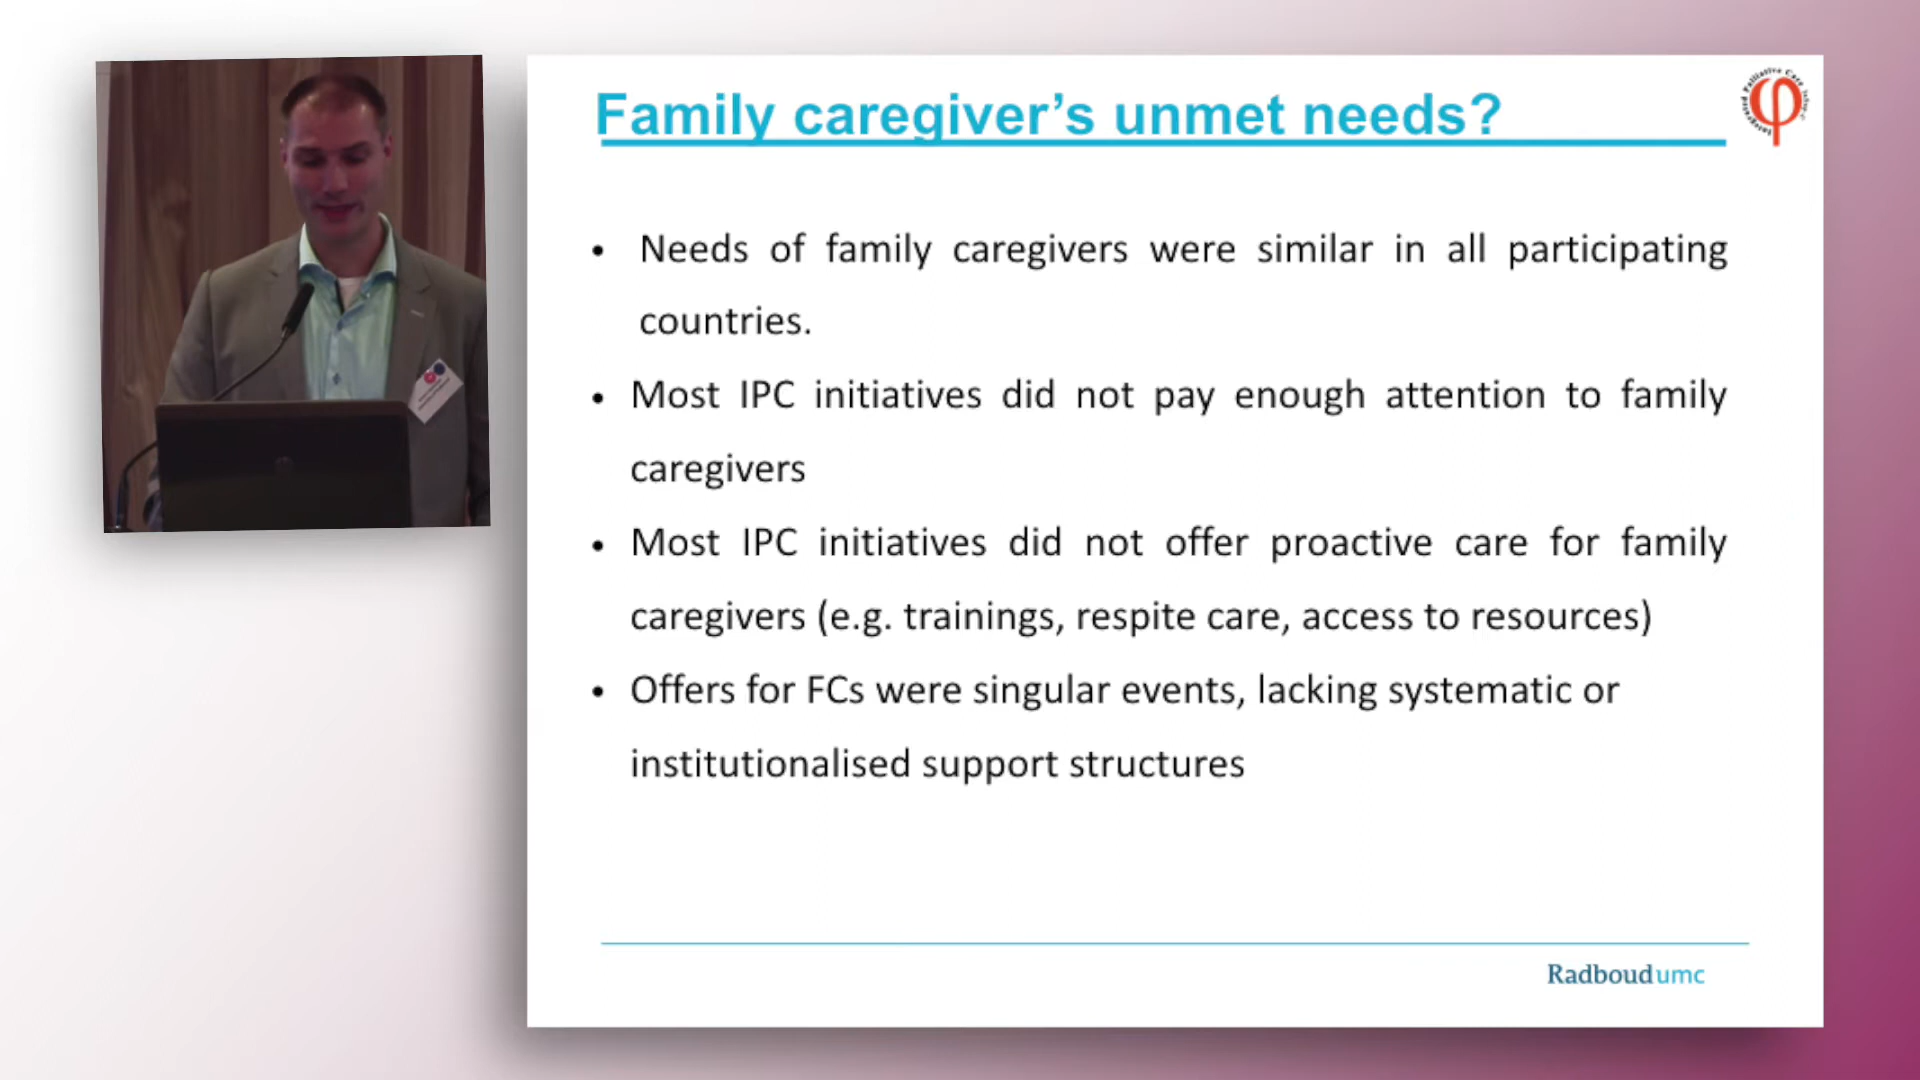 Family caregiver's unmet needs?
• Needs of family caregivers were similar in all participating
countries.
• Most IPC initiatives did not pay enough attention to family
caregivers
• Most IPC initiatives did not offer proactive care for family
caregivers (e.g. trainings, respite care, access to resources)
• Offers for FCs were singular events, lacking systematic or
institutionalised support structures
Radboudumc